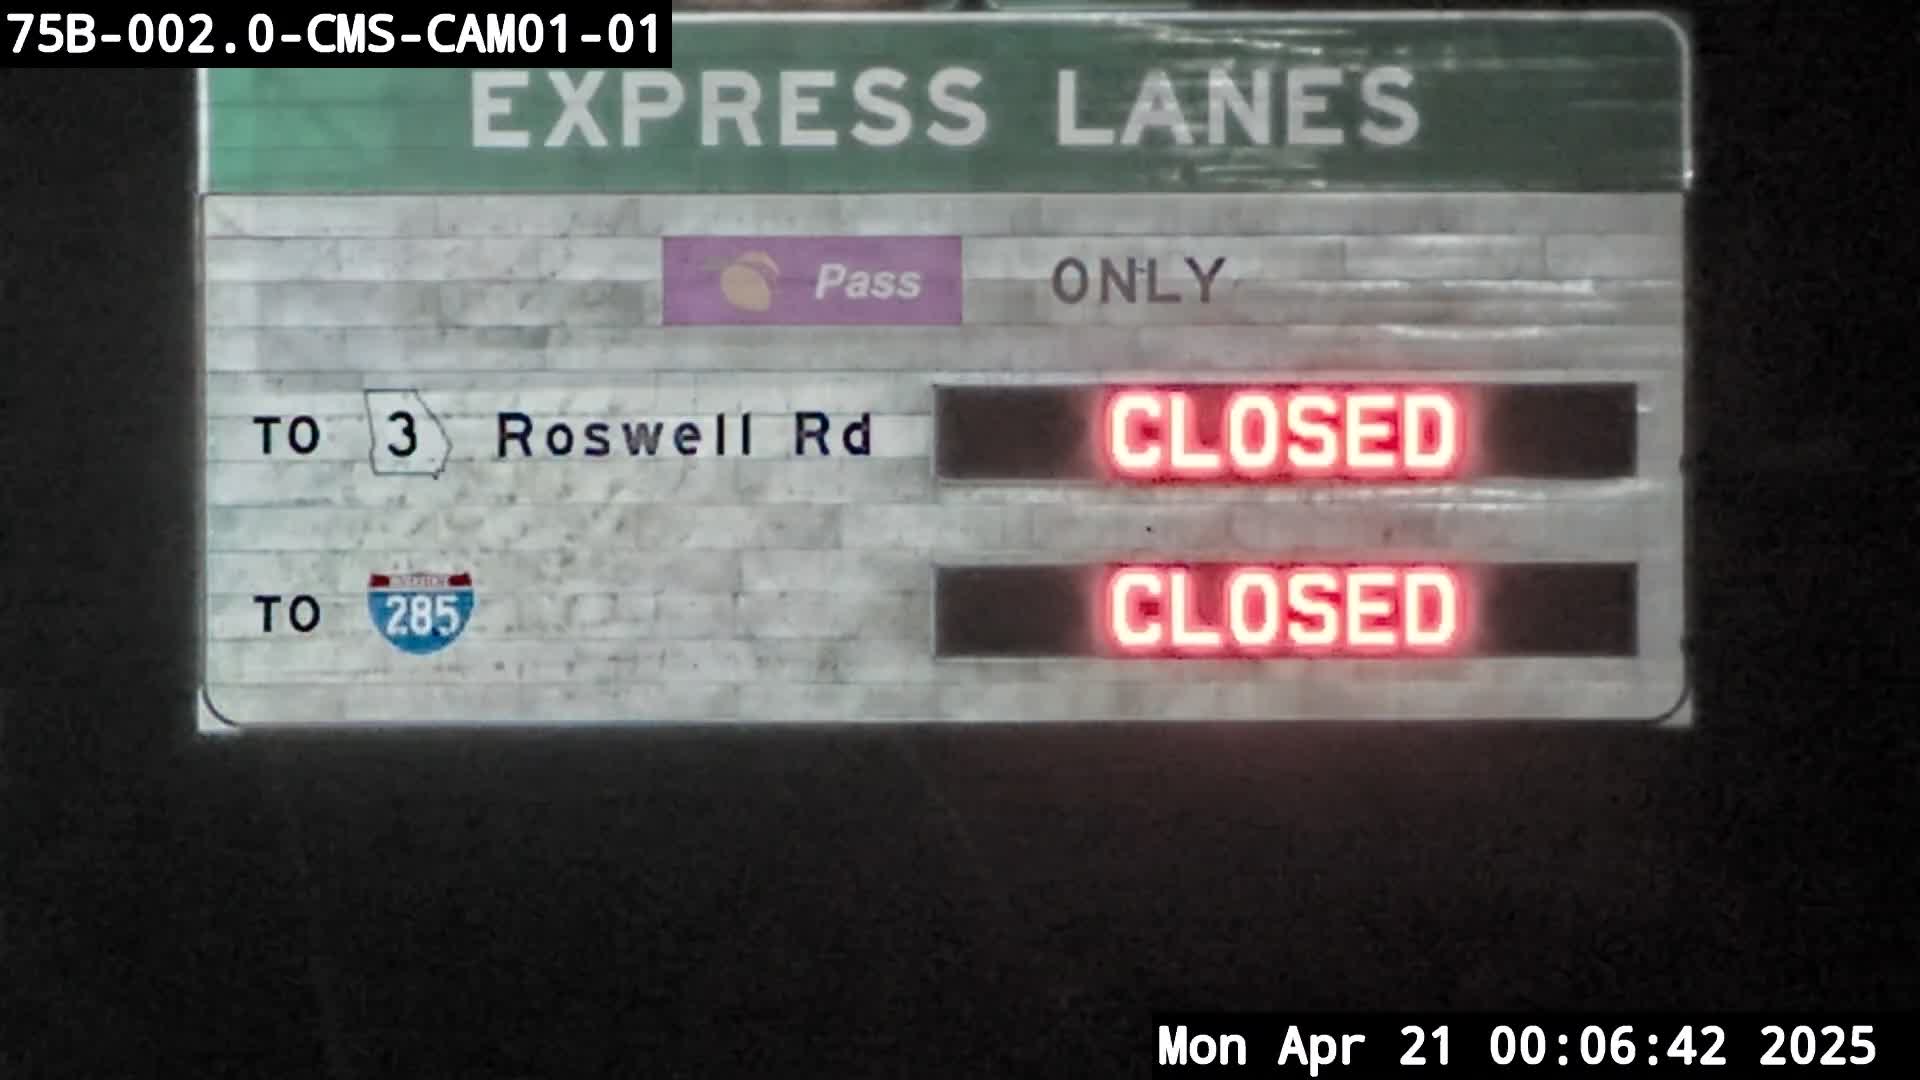 75B-002.0-CMS-CAM01-01
EXPRESS LANES
Pass ONLY
TO 3 Roswell Rd CLOSED
TO 285 CLOSED
Mon Apr 21 00:06:42 2025